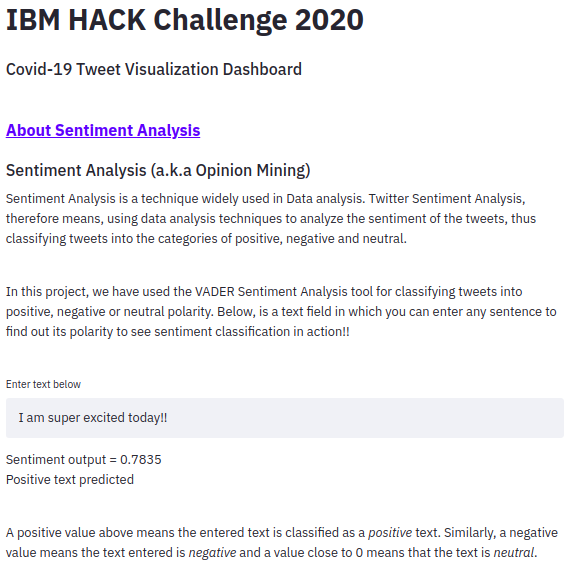 IBM HACK Challenge 2020
Covid-19 Tweet Visualization Dashboard
About Sentiment Analysis
Sentiment Analysis (a.k.a Opinion Mining)
Sentiment Analysis is a technique widely used in Data analysis. Twitter Sentiment Analysis,
therefore means, using data analysis techniques to analyze the sentiment of the tweets, thus
classifying tweets into the categories of positive, negative and neutral.
In this project, we have used the VADER Sentiment Analysis tool for classifying tweets into
positive, negative or neutral polarity. Below, is a text field in which you can enter any sentence to
find out its polarity to see sentiment classification in action!!
Enter text below
I am super excited today!!
Sentiment output = 0.7835
Positive text predicted
A positive value above means the entered text is classified as a positive text. Similarly, a negative
value means the text entered is negative and a value close to 0 means that the text is neutral.